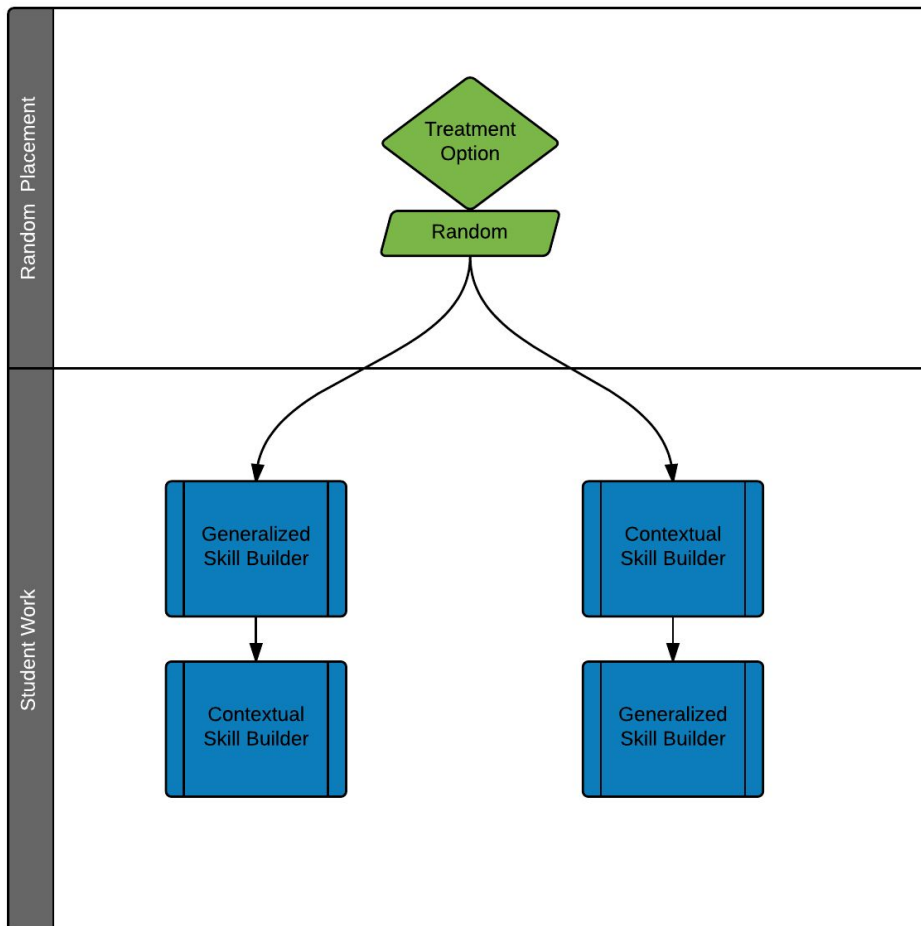 Random Placement
Treatment
Option
Random
Student Work
Generalized
Skill Builder
Contextual
Skill Builder
Contextual
Skill Builder
Generalized
Skill Builder